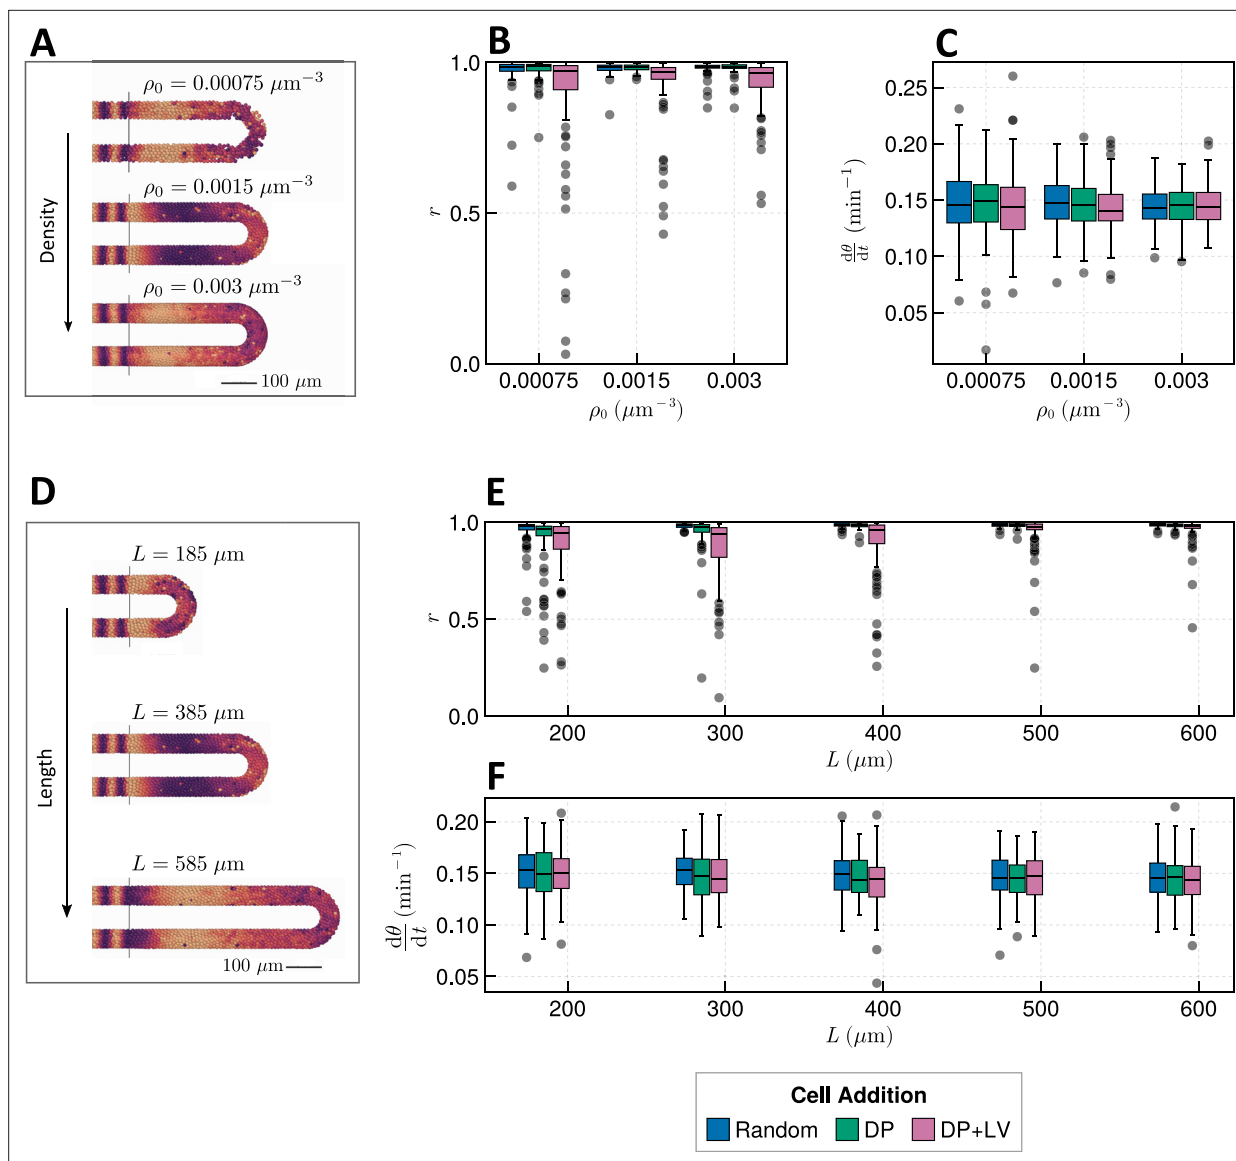 A
ρ₀ = 0.00075 μm⁻³
ρ₀ = 0.0015 μm⁻³
ρ₀ = 0.003 μm⁻³
Density
100 μm
B
1.0
0.5
0.0
r
0.00075 0.0015 0.003
ρ₀ (μm⁻³)
C
0.25
0.20
0.15
0.10
0.05
dθ/dt (min⁻¹)
0.00075 0.0015 0.003
ρ₀ (μm⁻³)
D
L = 185 μm
L = 385 μm
L = 585 μm
Length
100 μm
E
1.0
0.5
0.0
r
200 300 400 500 600
L (μm)
F
0.20
0.15
0.10
0.05
dθ/dt (min⁻¹)
200 300 400 500 600
L (μm)
Cell Addition
Random DP DP+LV